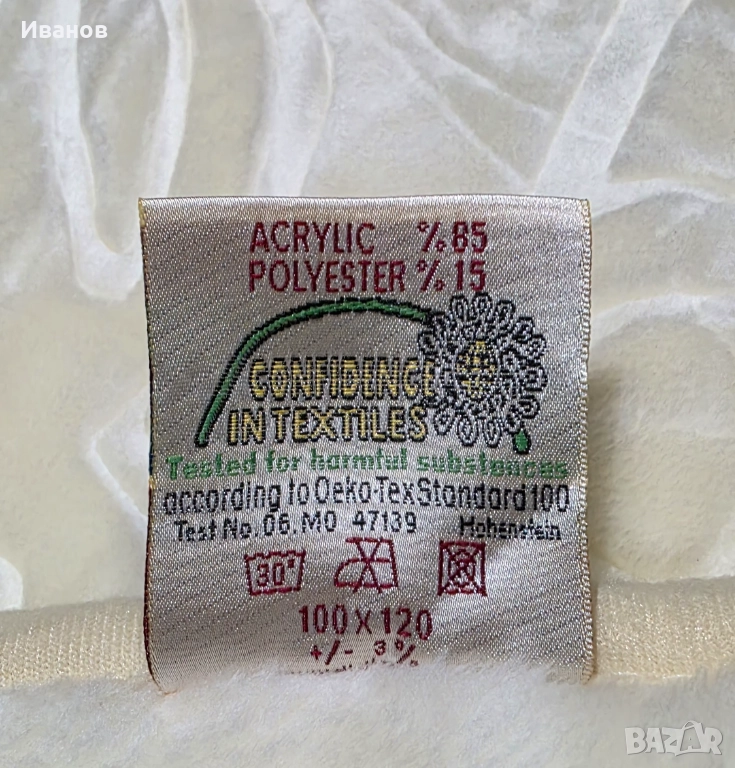 Иванов
ACRYLIC % 85
POLYESTER % 15
CONFIDENCE
IN TEXTILES
Tested for harmful substances
according to Oeko-Tex Standard 100
Test No. 06.M0 47139 Hohenstein
30°
100 x 120
+/- 3%
BAZAR